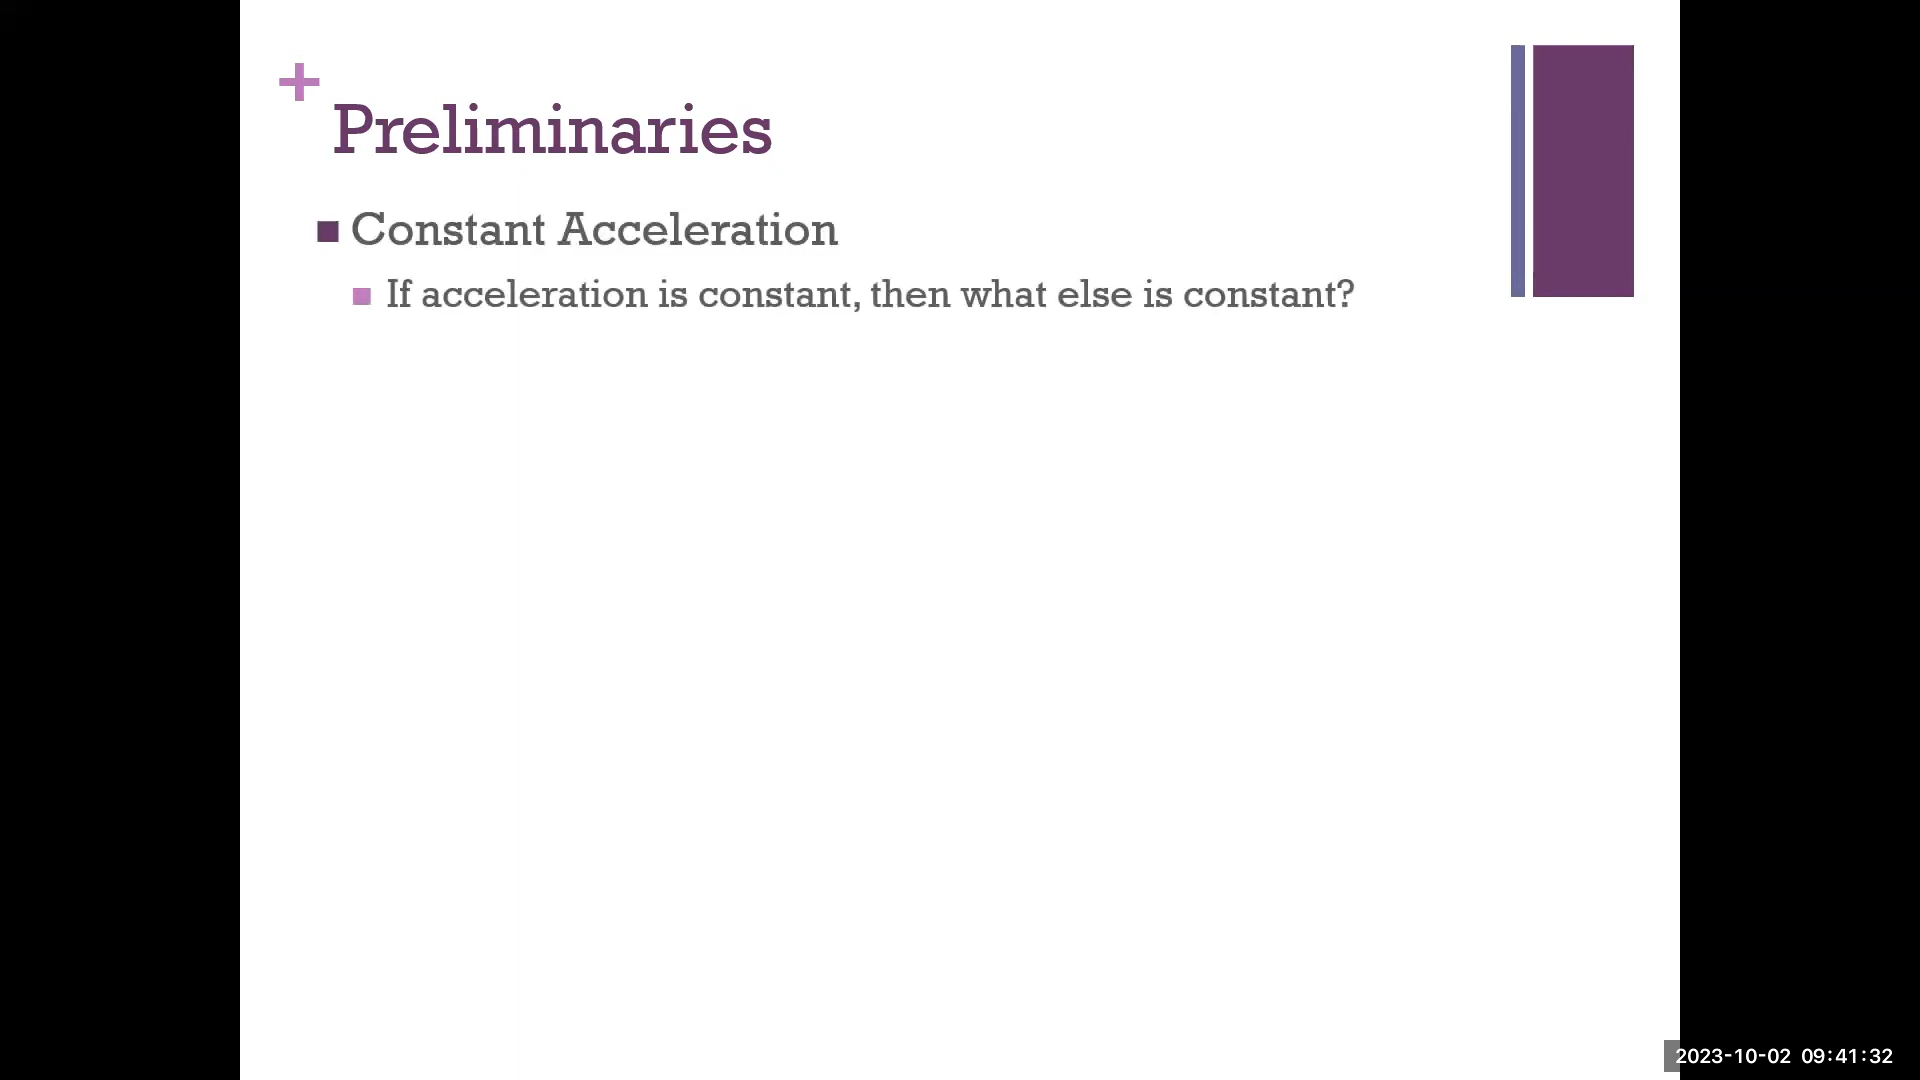 +
Preliminaries
Constant Acceleration
If acceleration is constant, then what else is constant?
2023-10-02 09:41:32